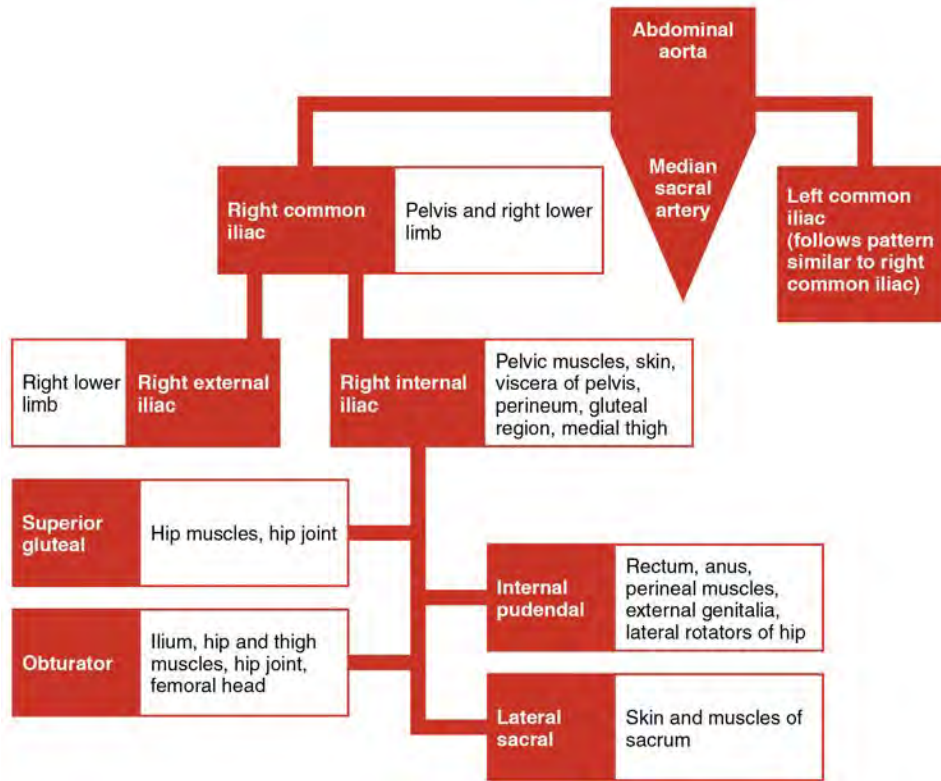 Abdominal
aorta
Median
sacral
artery
Right common
iliac
Pelvis and right lower
limb
Left common
iliac
(follows pattern
similar to right
common iliac)
Right lower
limb
Right external
iliac
Right internal
iliac
Pelvic muscles, skin,
viscera of pelvis,
perineum, gluteal
region, medial thigh
Superior
gluteal
Hip muscles, hip joint
Internal
pudendal
Rectum, anus,
perineal muscles,
external genitalia,
lateral rotators of hip
Obturator
Ilium, hip and thigh
muscles, hip joint,
femoral head
Lateral
sacral
Skin and muscles of
sacrum